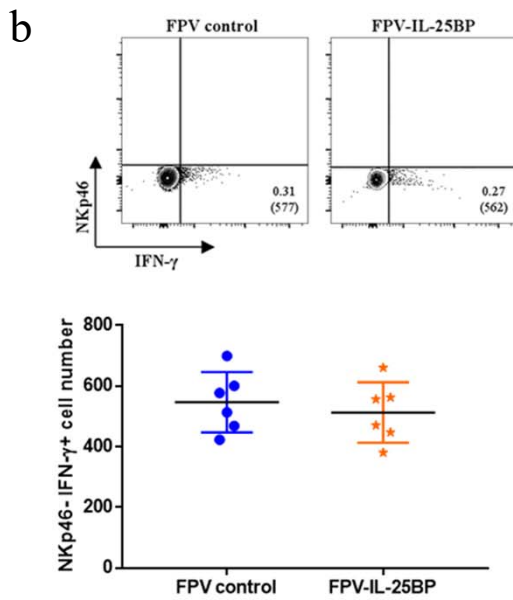 b
FPV control
FPV-IL-25BP
NKp46
0.31
(577)
0.27
(562)
IFN-γ
NKp46- IFN-γ+ cell number
800
600
400
200
0
FPV control
FPV-IL-25BP